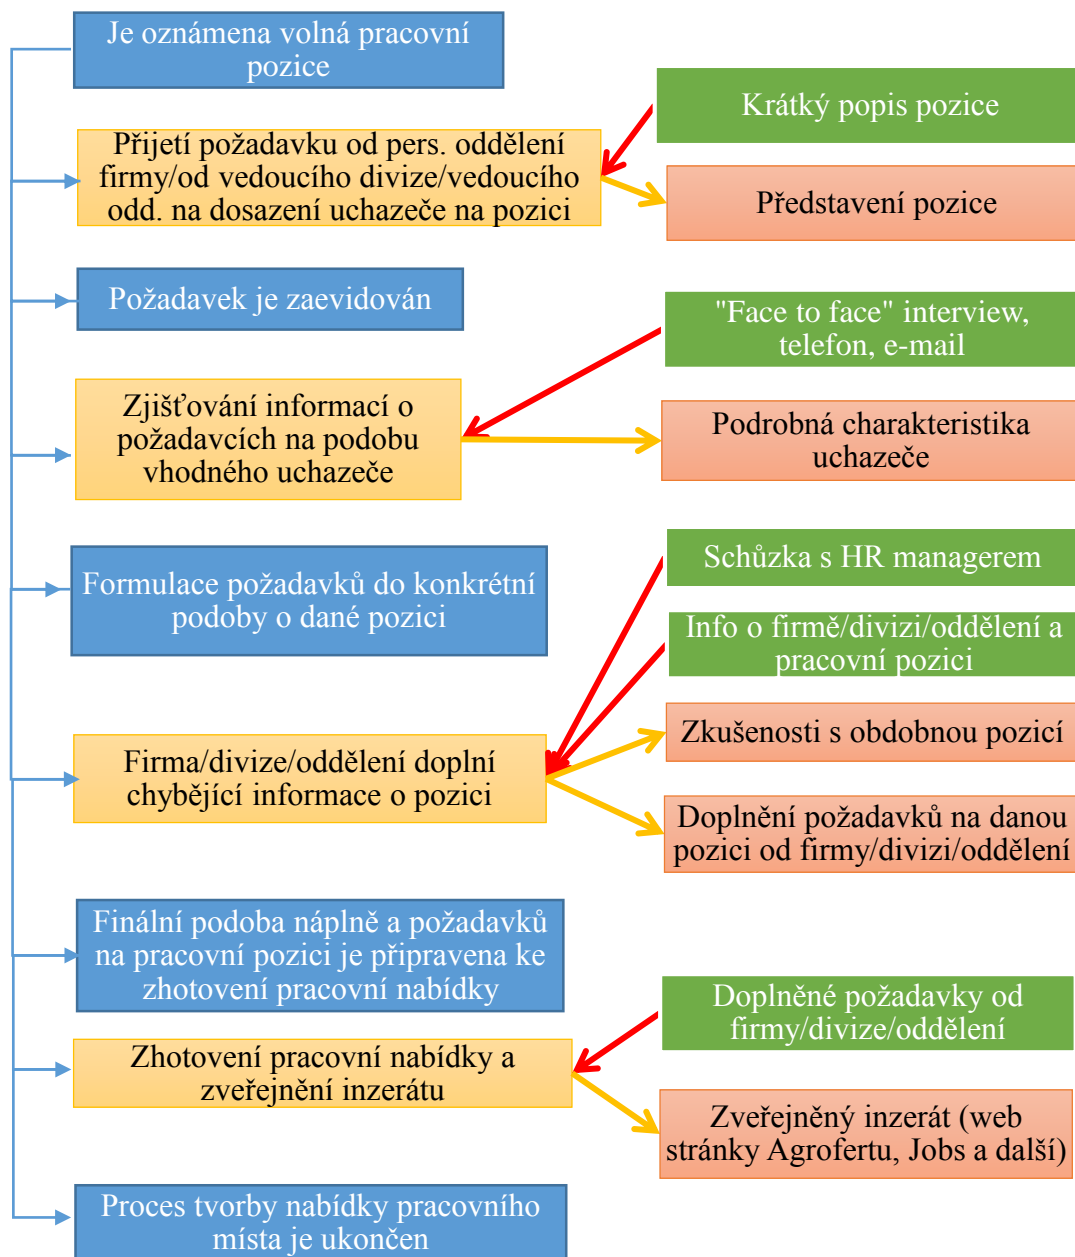 Je oznámena volná pracovní
pozice
Krátký popis pozice
Přijetí požadavku od pers. oddělení
firmy/od vedoucího divize/vedoucího
odd. na dosazení uchazeče na pozici
Představení pozice
Požadavek je zaevidován
"Face to face" interview,
telefon, e-mail
Zjišťování informací o
požadavcích na podobu
vhodného uchazeče
Podrobná charakteristika
uchazeče
Formulace požadavků do konkrétní
podoby o dané pozici
Schůzka s HR managerem
Info o firmě/divizi/oddělení a
pracovní pozici
Zkušenosti s obdobnou pozicí
Firma/divize/oddělení doplní
chybějící informace o pozici
Doplnění požadavků na danou
pozici od firmy/divizi/oddělení
Finální podoba náplně a požadavků
na pracovní pozici je připravena ke
zhotovení pracovní nabídky
Doplněné požadavky od
firmy/divize/oddělení
Zhotovení pracovní nabídky a
zveřejnění inzerátu
Zveřejněný inzerát (web
stránky Agrofertu, Jobs a další)
Proces tvorby nabídky pracovního
místa je ukončen